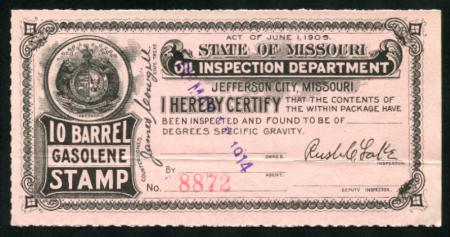 ACT OF JUNE 1, 1909.
STATE OF MISSOURI
OIL INSPECTION DEPARTMENT
JEFFERSON CITY, MISSOURI,
I HEREBY CERTIFY THAT THE CONTENTS OF
THE WITHIN PACKAGE HAVE
BEEN INSPECTED AND FOUND TO BE OF
DEGREES SPECIFIC GRAVITY.
OWNER.
BY AGENT.
No. 8872
DEPUTY INSPECTOR.
10 BARREL
GASOLENE
STAMP
COUNTERSIGNED
James
1914